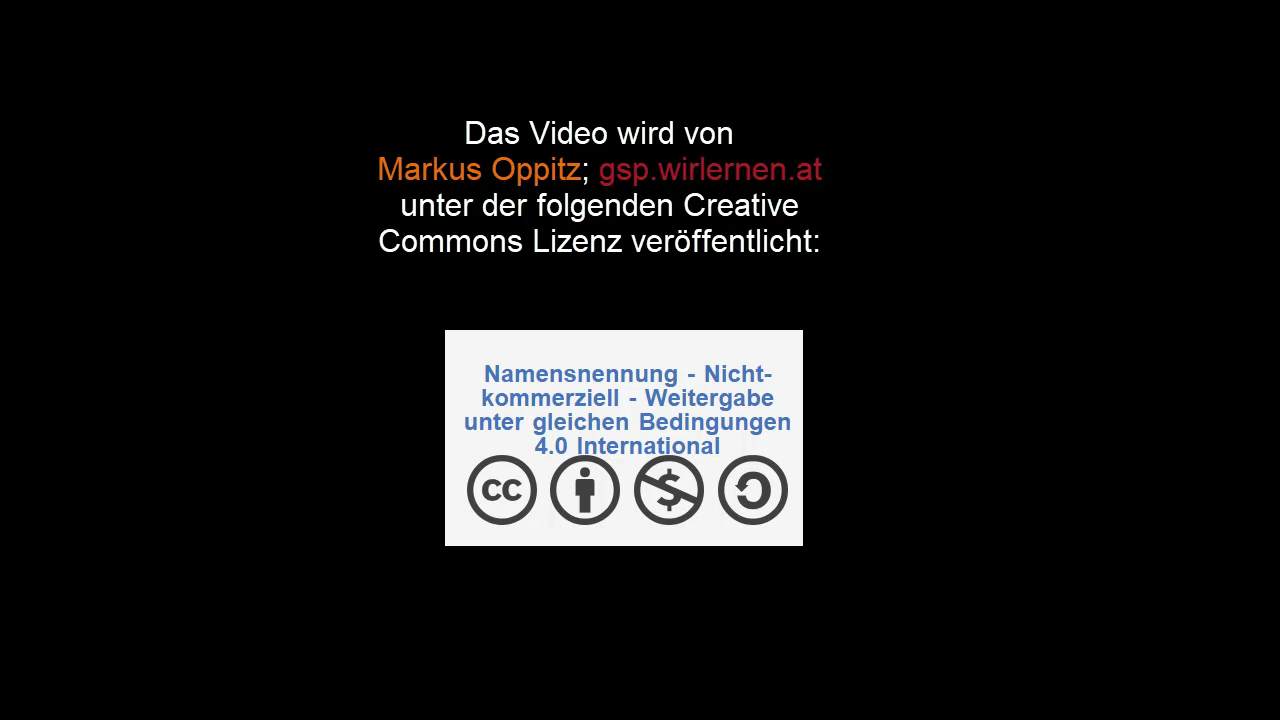 Das Video wird von
Markus Oppitz; gsp.wirlernen.at
unter der folgenden Creative
Commons Lizenz veröffentlicht:
Namensnennung - Nicht-
kommerziell - Weitergabe
unter gleichen Bedingungen
4.0 International
cc
$